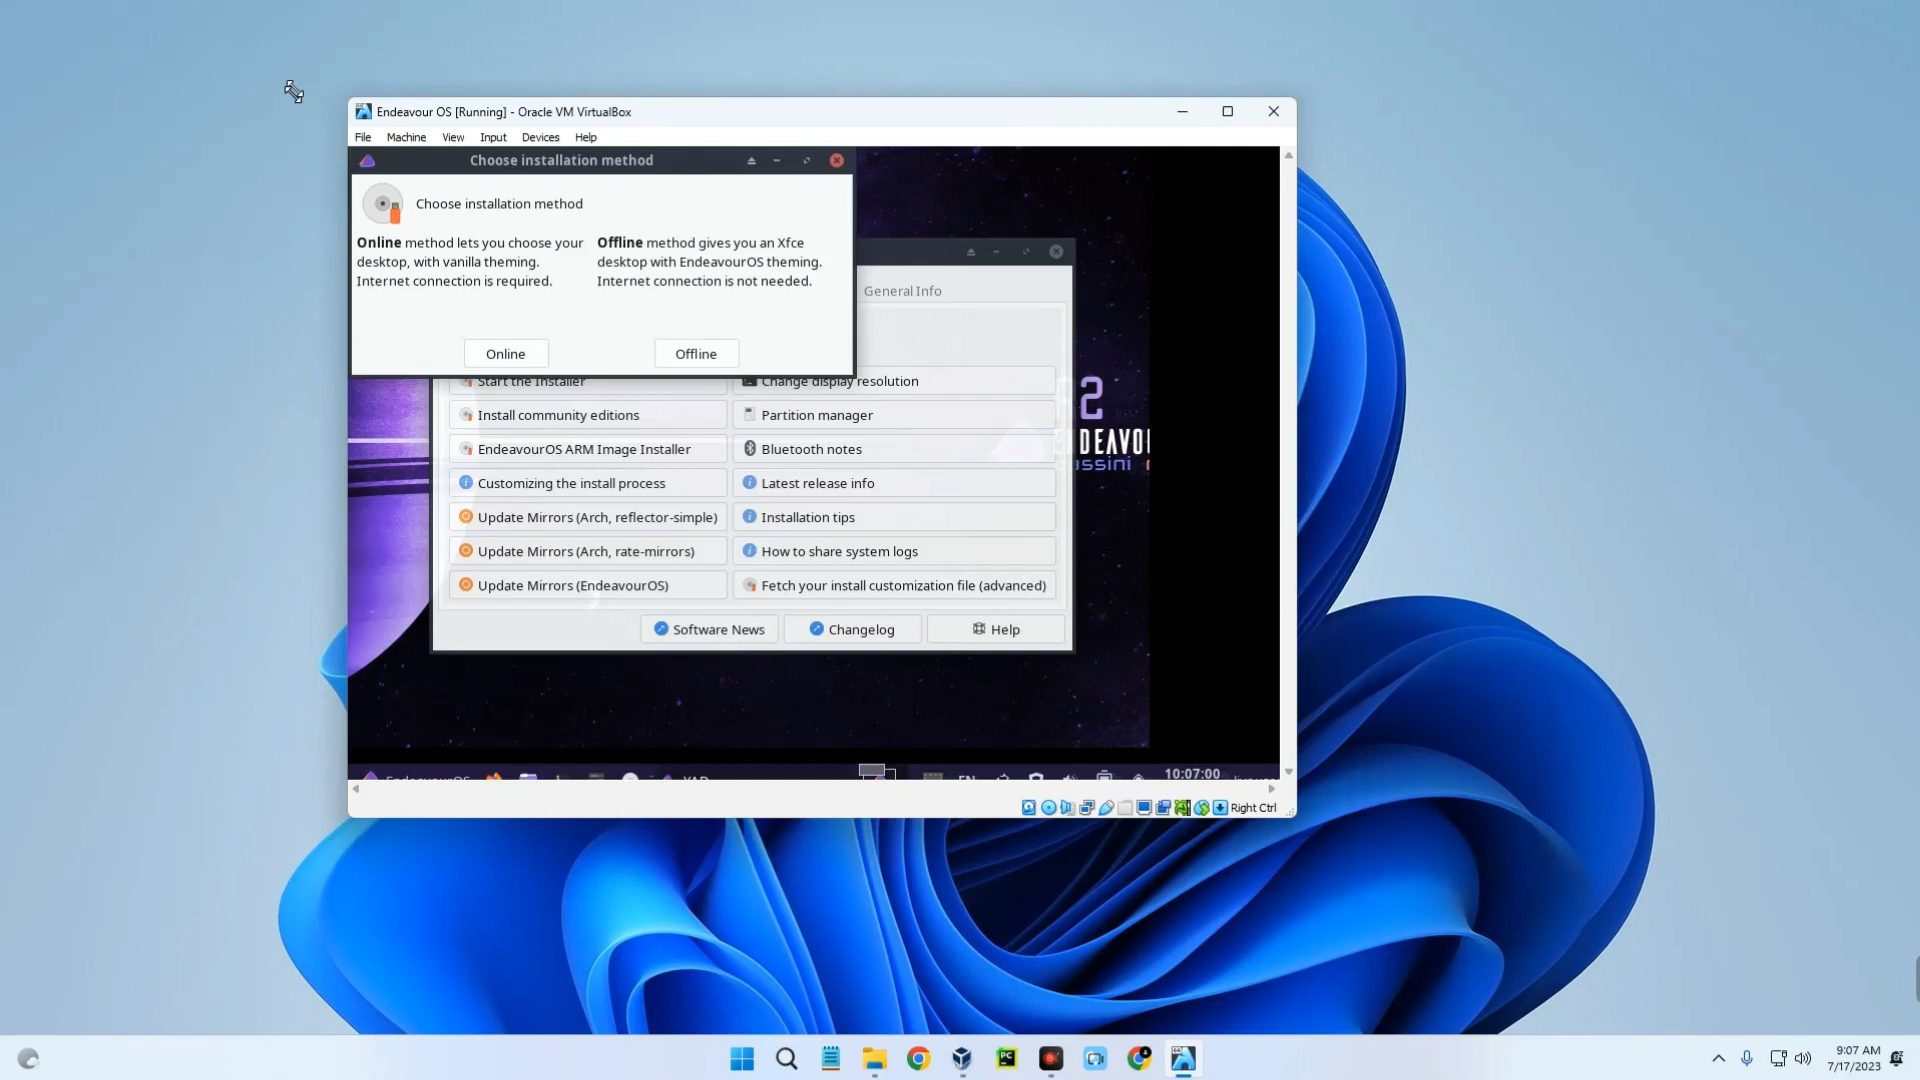 Endeavour OS [Running] - Oracle VM VirtualBox
File Machine View Input Devices Help
Choose installation method
Choose installation method
Online method lets you choose your
desktop, with vanilla theming.
Internet connection is required.
Offline method gives you an Xfce
desktop with EndeavourOS theming.
Internet connection is not needed.
Online
Offline
General Info
Start the Installer
Change display resolution
Install community editions
Partition manager
EndeavourOS ARM Image Installer
Bluetooth notes
Customizing the install process
Latest release info
Update Mirrors (Arch, reflector-simple)
Installation tips
Update Mirrors (Arch, rate-mirrors)
How to share system logs
Update Mirrors (EndeavourOS)
Fetch your install customization file (advanced)
Software News
Changelog
Help
2
NDEAVOU
ssini
EndeavourOS
YAD
EN
10:07:00
Right Ctrl
PC
9:07 AM
7/17/2023